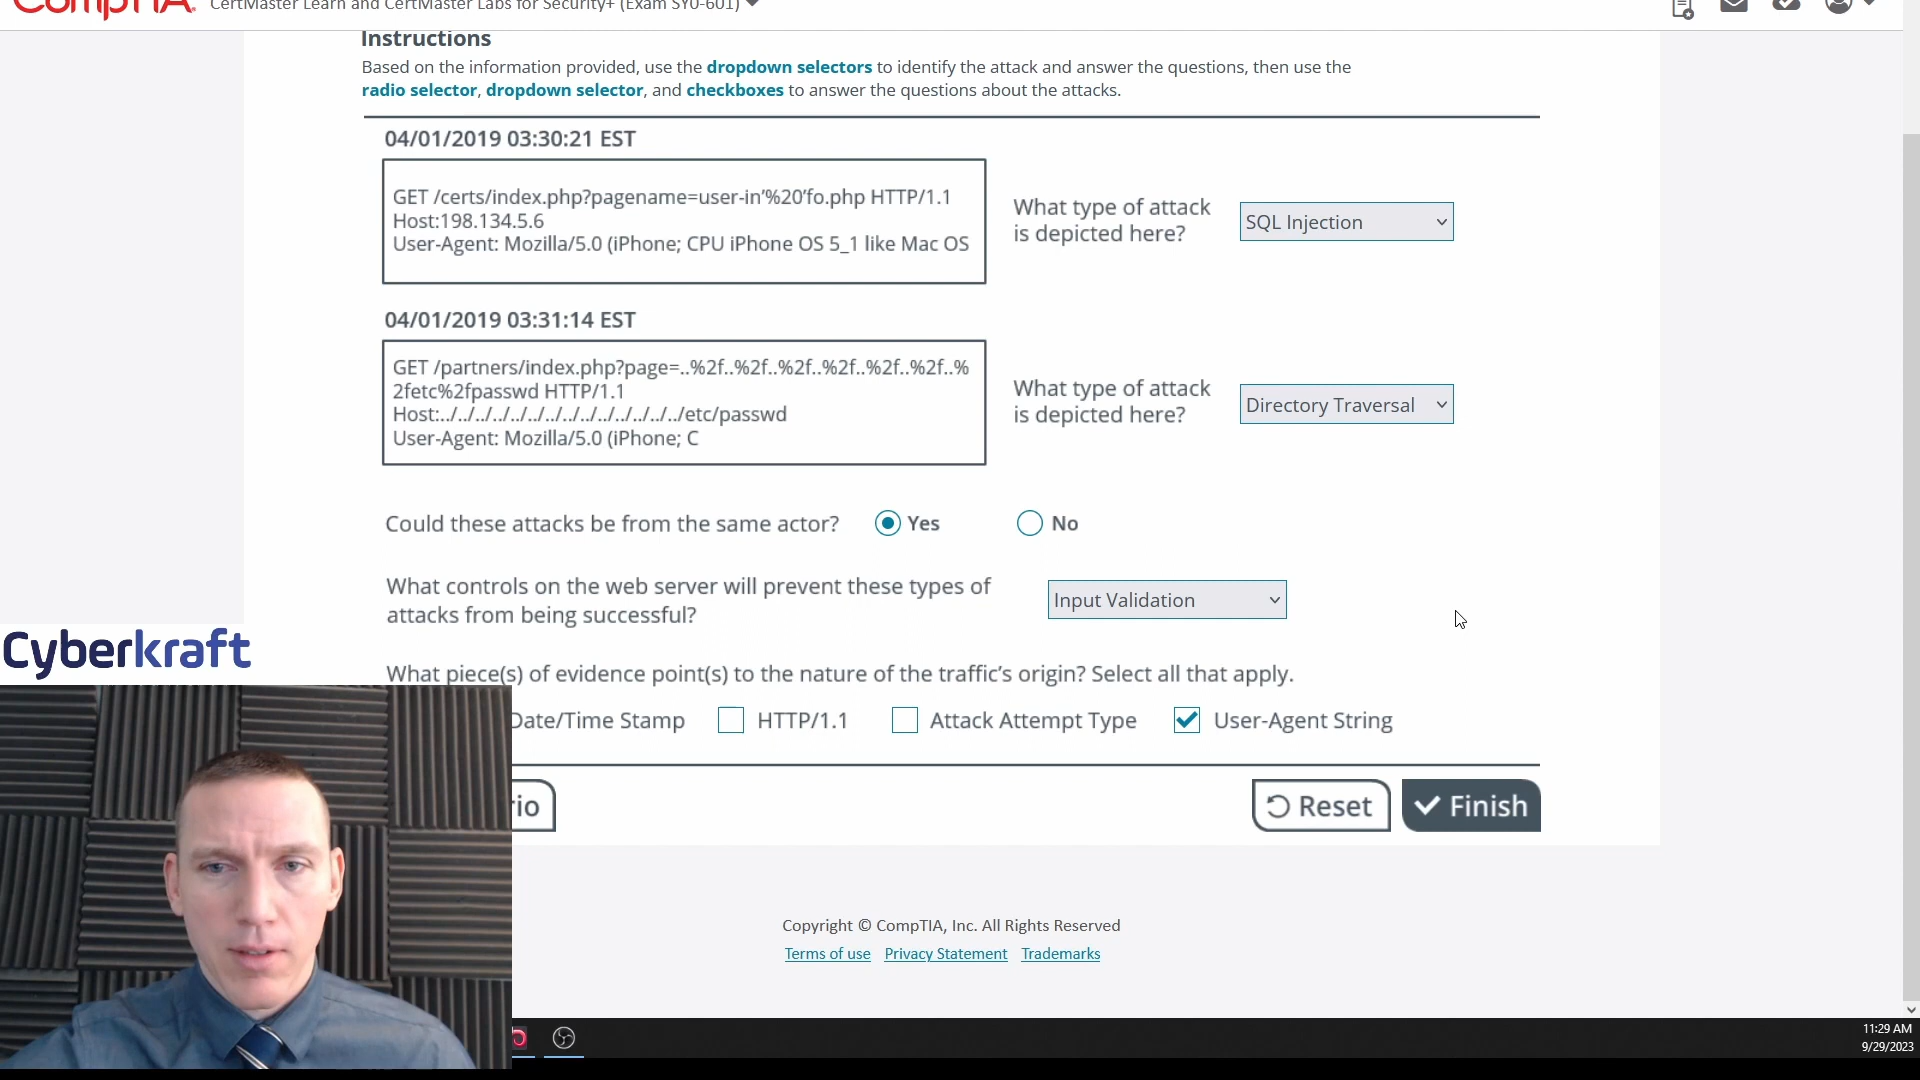 CompTIA.
CertMaster Learn and CertMaster Labs for Security+ (Exam SY0-601)
Instructions
Based on the information provided, use the dropdown selectors to identify the attack and answer the questions, then use the
radio selector, dropdown selector, and checkboxes to answer the questions about the attacks.
04/01/2019 03:30:21 EST
GET /certs/index.php?pagename=user-in'%20'fo.php HTTP/1.1
Host:198.134.5.6
User-Agent: Mozilla/5.0 (iPhone; CPU iPhone OS 5_1 like Mac OS
What type of attack
is depicted here?
SQL Injection
04/01/2019 03:31:14 EST
GET /partners/index.php?page=..%2f..%2f..%2f..%2f..%2f..%2f..%
2fetc%2fpasswd HTTP/1.1
Host:../../../../../../../../../../../../../etc/passwd
User-Agent: Mozilla/5.0 (iPhone; C
What type of attack
is depicted here?
Directory Traversal
Could these attacks be from the same actor?
Yes
No
What controls on the web server will prevent these types of
attacks from being successful?
Input Validation
Cyberkraft
What piece(s) of evidence point(s) to the nature of the traffic's origin? Select all that apply.
Date/Time Stamp
HTTP/1.1
Attack Attempt Type
User-Agent String
rio
Reset
Finish
Copyright © CompTIA, Inc. All Rights Reserved
Terms of use Privacy Statement Trademarks
11:29 AM
9/29/2023